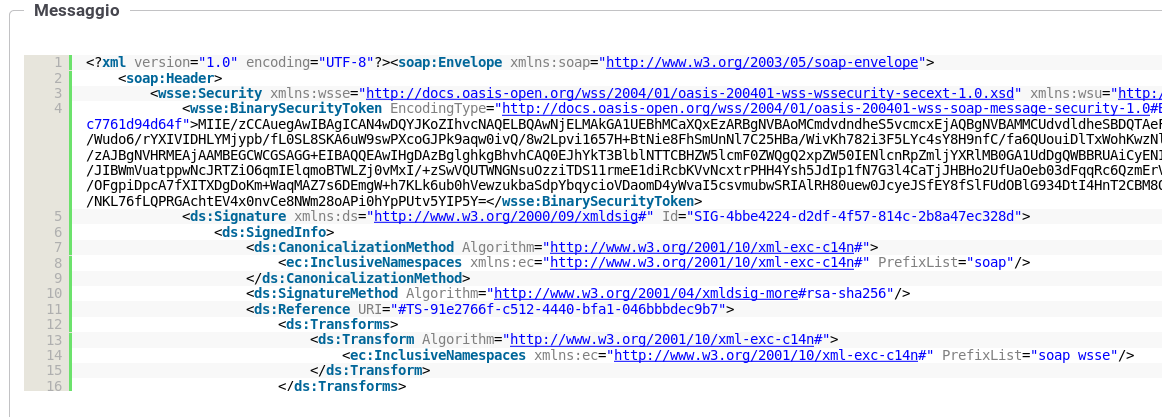 Messaggio
1 <?xml version="1.0" encoding="UTF-8"?><soap:Envelope xmlns:soap="http://www.w3.org/2003/05/soap-envelope">
2 <soap:Header>
3 <wsse:Security xmlns:wsse="http://docs.oasis-open.org/wss/2004/01/oasis-200401-wss-wssecurity-secext-1.0.xsd" xmlns:wsu="http:/
4 <wsse:BinarySecurityToken EncodingType="http://docs.oasis-open.org/wss/2004/01/oasis-200401-wss-soap-message-security-1.0#B
c7761d94d64f">MIIE/zCCAuegAwIBAgICAN4wDQYJKoZIhvcNAQELBQAwNjELMAkGA1UEBhMCaXQxEzARBgNVBAoMCmdvdndheS5vcmcxEjAQBgNVBAMMCUdvdldheSBDQTAeF
/Wudo6/rYXIVIDHLYMjypb/fL0SL8SKA6uW9swPXcoGJPk9aqw0ivQ/8w2Lpvi1657H+BtNie8FhSmUnNl7C25HBa/WivKh782i3F5LYc4sY8H9nfC/fa6QUouiDlTxWohKwzNl
/zAJBgNVHRMEAjAAMBEGCWCGSAGG+EIBAQQEAwIHgDAzBglghkgBhvhCAQ0EJhYkT3BlblNTTCBHZW5lcmF0ZWQgQ2xpZW50IENlcnRpZmljYXRlMB0GA1UdDgQWBBRUAiCyENI
/JIBWmVuatppwNcJRTZiO6qmIElqmoBTWLZj0vMxI/+zSwVQUTWNGNsuOzziTDS11rmeE1diRcbKVvNcxtrPHH4Ysh5JdIp1fN7G3l4CaTjJHBHo2UfUaOeb03dFqqRc6QzmErV
/OFgpiDpcA7fXITXDgDoKm+WaqMAZ7s6DEmgW+h7KLk6ub0hVewzukbaSdpYbqycioVDaomD4yWvaI5csvmubwSRIAlRH80uew0JcyeJSfEY8fSlFUdOBlG934DtI4HnT2CBM8Q
/NKL76fLQPRGAchtEV4x0nvCe8NWm28oAPi0hYpPUtv5YIP5Y=</wsse:BinarySecurityToken>
5 <ds:Signature xmlns:ds="http://www.w3.org/2000/09/xmldsig#" Id="SIG-4bbe4224-d2df-4f57-814c-2b8a47ec328d">
6 <ds:SignedInfo>
7 <ds:CanonicalizationMethod Algorithm="http://www.w3.org/2001/10/xml-exc-c14n#">
8 <ec:InclusiveNamespaces xmlns:ec="http://www.w3.org/2001/10/xml-exc-c14n#" PrefixList="soap"/>
9 </ds:CanonicalizationMethod>
10 <ds:SignatureMethod Algorithm="http://www.w3.org/2001/04/xmldsig-more#rsa-sha256"/>
11 <ds:Reference URI="#TS-91e2766f-c512-4440-bfa1-046bbbdec9b7">
12 <ds:Transforms>
13 <ds:Transform Algorithm="http://www.w3.org/2001/10/xml-exc-c14n#">
14 <ec:InclusiveNamespaces xmlns:ec="http://www.w3.org/2001/10/xml-exc-c14n#" PrefixList="soap wsse"/>
15 </ds:Transform>
16 </ds:Transforms>